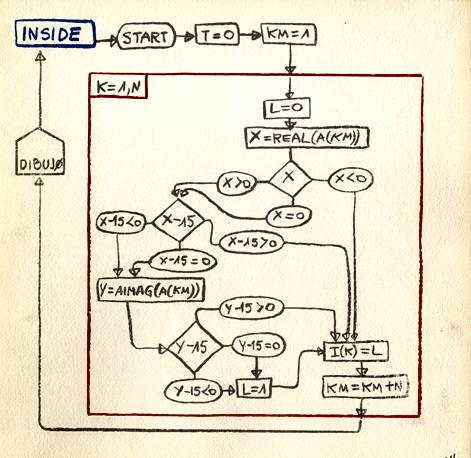 INSIDE
START
T=0
KM=1
K=1,N
L=0
X=REAL(A(KM))
X
X>0
X<0
X=0
X-15
X-15<0
X-15>0
X-15=0
Y=AIMAG(A(KM))
Y-15>0
Y-15
Y-15=0
Y-15<0
L=1
I(K)=L
KM=KM+N
DIBUJØ